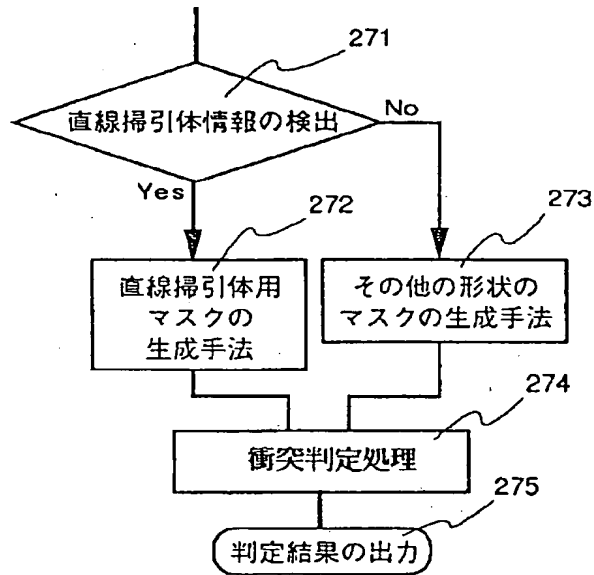 271
直線掃引体情報の検出
No
Yes
272
273
直線掃引体用
マスクの
生成手法
その他の形状の
マスクの生成手法
274
衝突判定処理
275
判定結果の出力